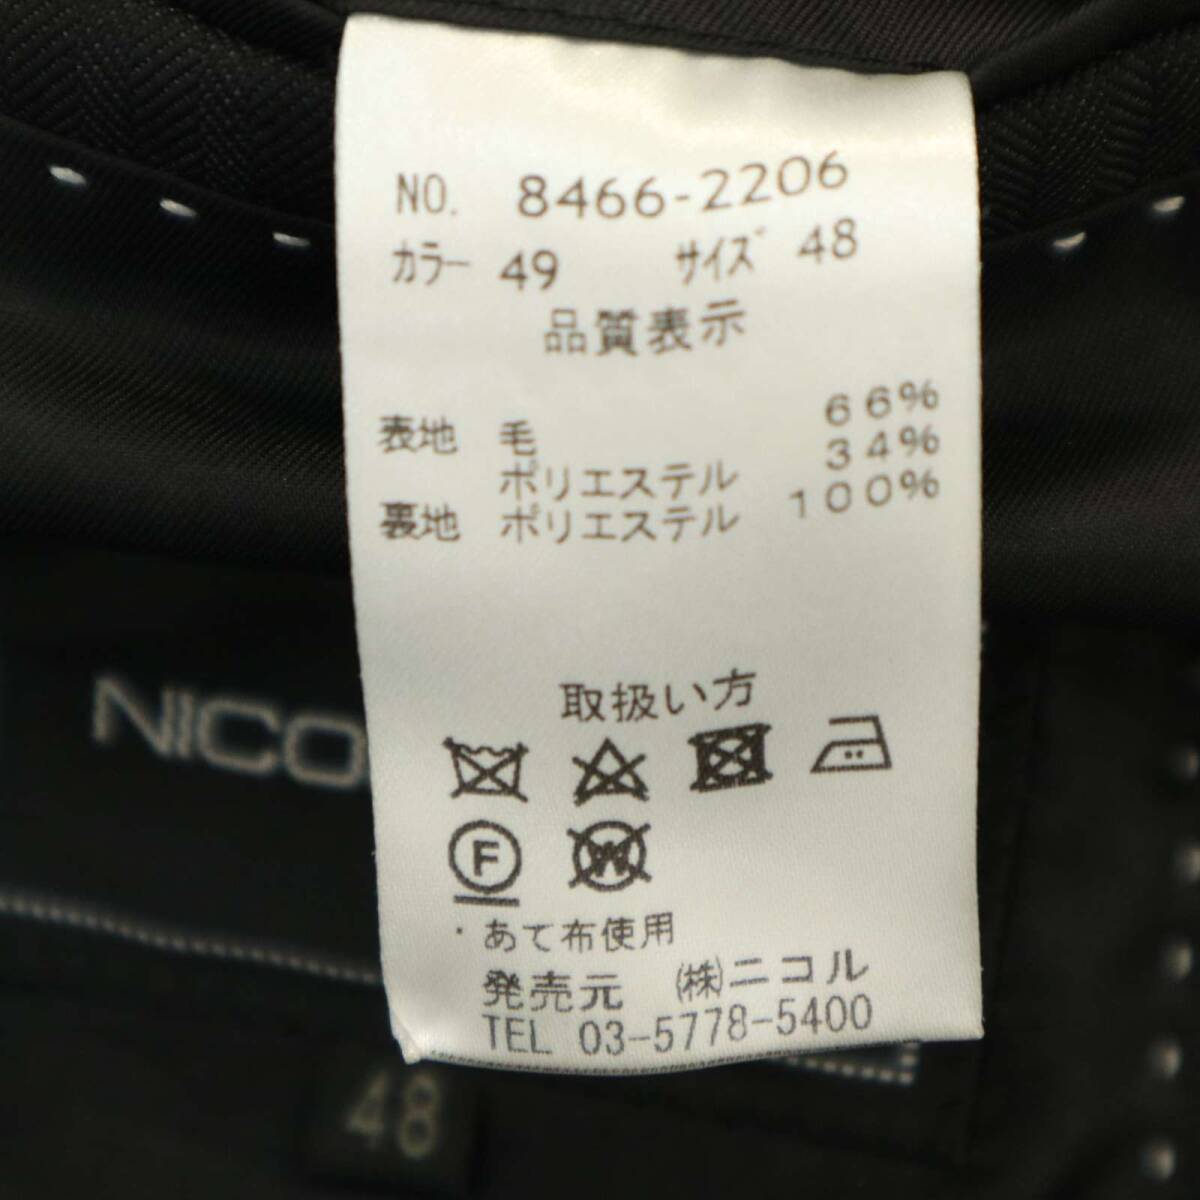 NO. 8466-2206
カラー 49 サイズ 48
品質表示
表地 毛 66%
ポリエステル 34%
裏地 ポリエステル 100%
取扱い方
F W
・あて布使用
発売元 ㈱ニコル
TEL 03-5778-5400
NICO
48